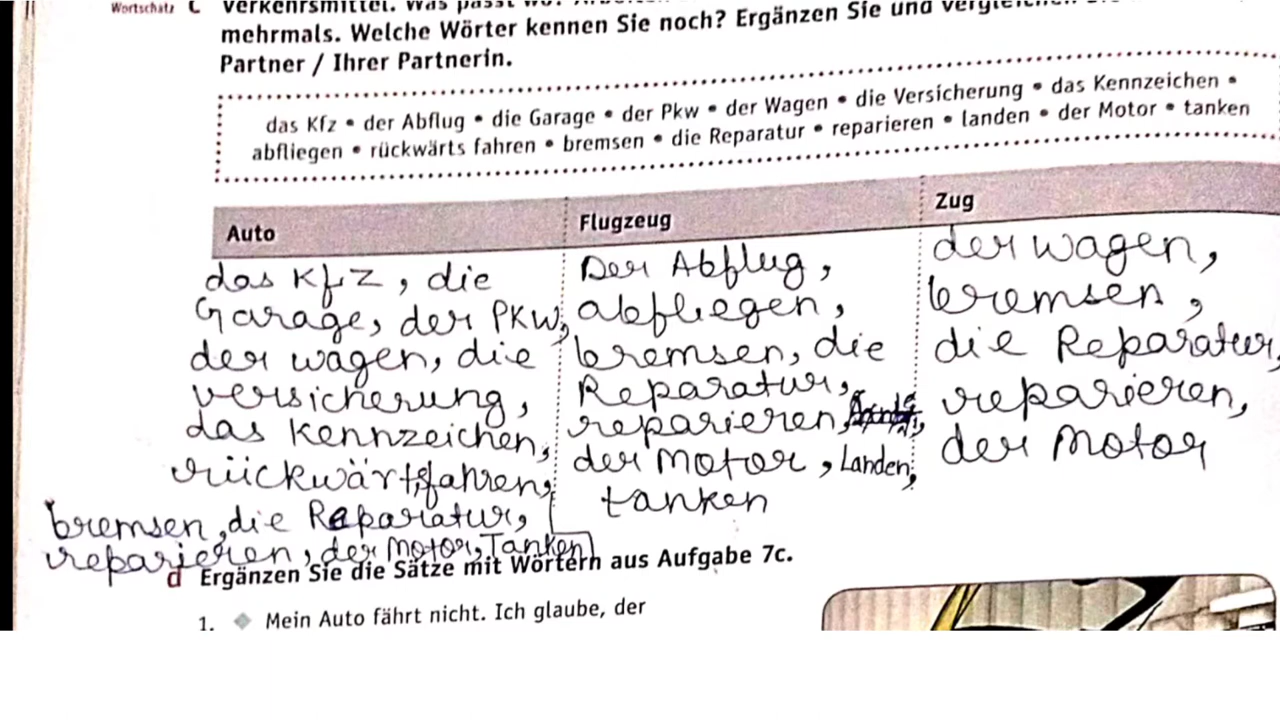 Wortschatz C Verkehrsmittel. Was
mehrmals. Welche Wörter kennen Sie noch? Ergänzen Sie und
Partner / Ihrer Partnerin.
das Kfz • der Abflug • die Garage • der Pkw • der Wagen • die Versicherung • das Kennzeichen •
abfliegen • rückwärts fahren • bremsen • die Reparatur • reparieren • landen • der Motor • tanken
Auto
das Kfz, die
Garage, der PKW,
der wagen, die
versicherung,
das Kennzeichen,
rückwärtsfahren,
bremsen, die Reparatur,
reparieren, der Motor, Tanken
Flugzeug
Der Abflug,
abfliegen,
bremsen, die
Reparatur,
reparieren,
der Motor, Landen,
tanken
Zug
der wagen,
bremsen,
die Reparatur,
reparieren,
der Motor
d Ergänzen Sie die Sätze mit Wörtern aus Aufgabe 7c.
1. Mein Auto fährt nicht. Ich glaube, der